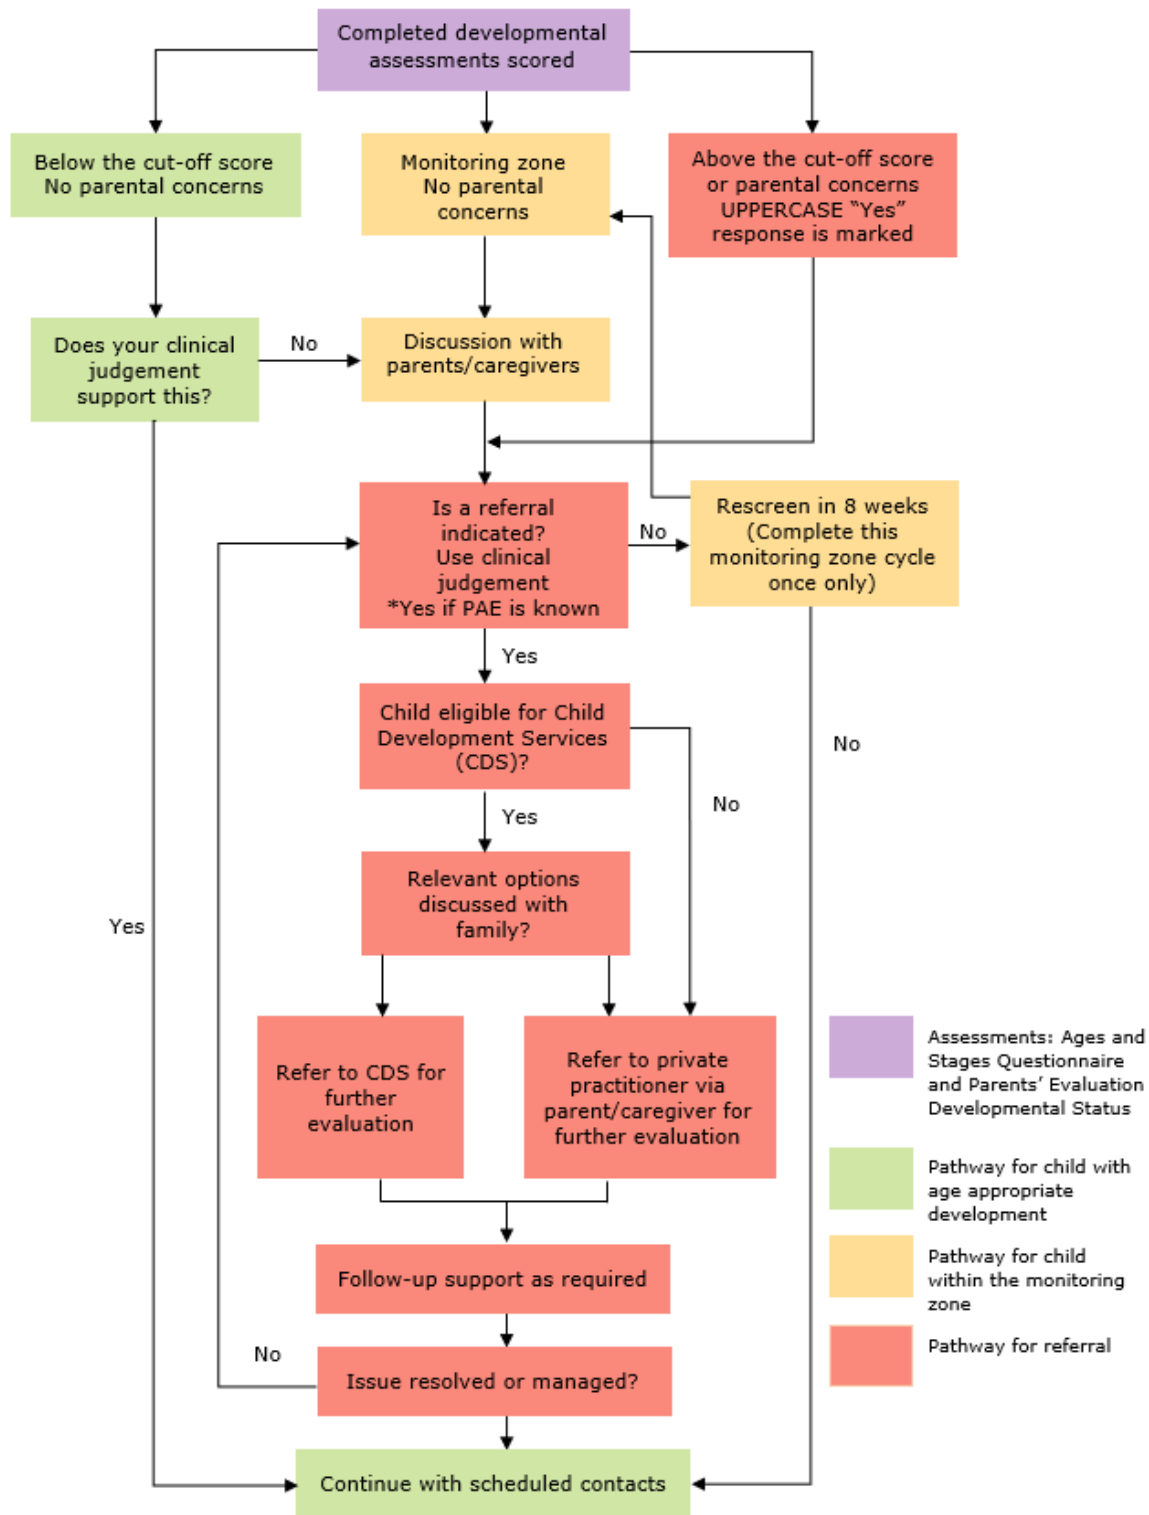 Completed developmental
assessments scored
Below the cut-off score
No parental concerns
Monitoring zone
No parental
concerns
Above the cut-off score
or parental concerns
UPPERCASE “Yes”
response is marked
Does your clinical
judgement
support this?
No
Discussion with
parents/caregivers
Is a referral
indicated?
Use clinical
judgement
*Yes if PAE is known
No
Rescreen in 8 weeks
(Complete this
monitoring zone cycle
once only)
Yes
Child eligible for Child
Development Services
(CDS)?
No
No
Yes
Relevant options
discussed with
family?
Yes
Refer to CDS for
further
evaluation
Refer to private
practitioner via
parent/caregiver for
further evaluation
Follow-up support as required
No
Issue resolved or managed?
Continue with scheduled contacts
Assessments: Ages and
Stages Questionnaire
and Parents’ Evaluation
Developmental Status
Pathway for child with
age appropriate
development
Pathway for child
within the monitoring
zone
Pathway for referral